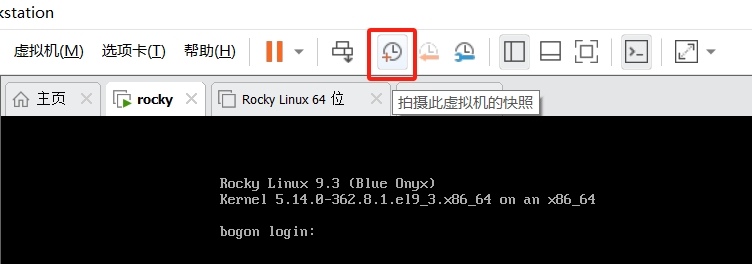 kstation
虚拟机(M) 选项卡(T) 帮助(H)
主页 rocky Rocky Linux 64 位
拍摄此虚拟机的快照
Rocky Linux 9.3 (Blue Onyx)
Kernel 5.14.0-362.8.1.el9_3.x86_64 on an x86_64
bogon login: